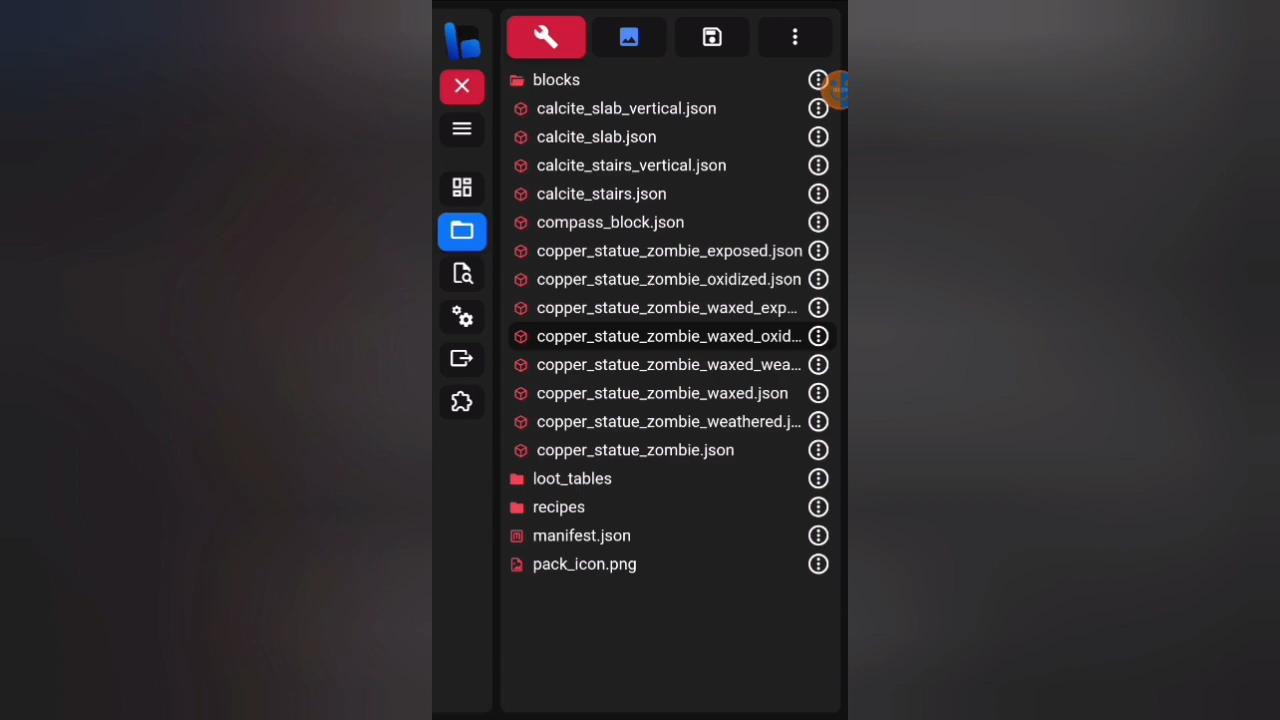 blocks
calcite_slab_vertical.json
calcite_slab.json
calcite_stairs_vertical.json
calcite_stairs.json
compass_block.json
copper_statue_zombie_exposed.json
copper_statue_zombie_oxidized.json
copper_statue_zombie_waxed_exp...
copper_statue_zombie_waxed_oxid...
copper_statue_zombie_waxed_wea...
copper_statue_zombie_waxed.json
copper_statue_zombie_weathered.j...
copper_statue_zombie.json
loot_tables
recipes
manifest.json
pack_icon.png